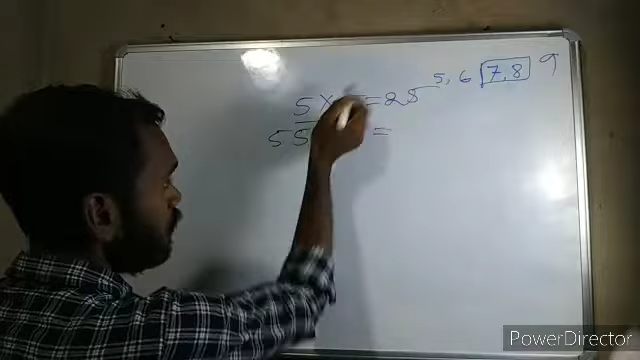 5, 6 7, 8 9
5 × = 25
55 =
PowerDirector